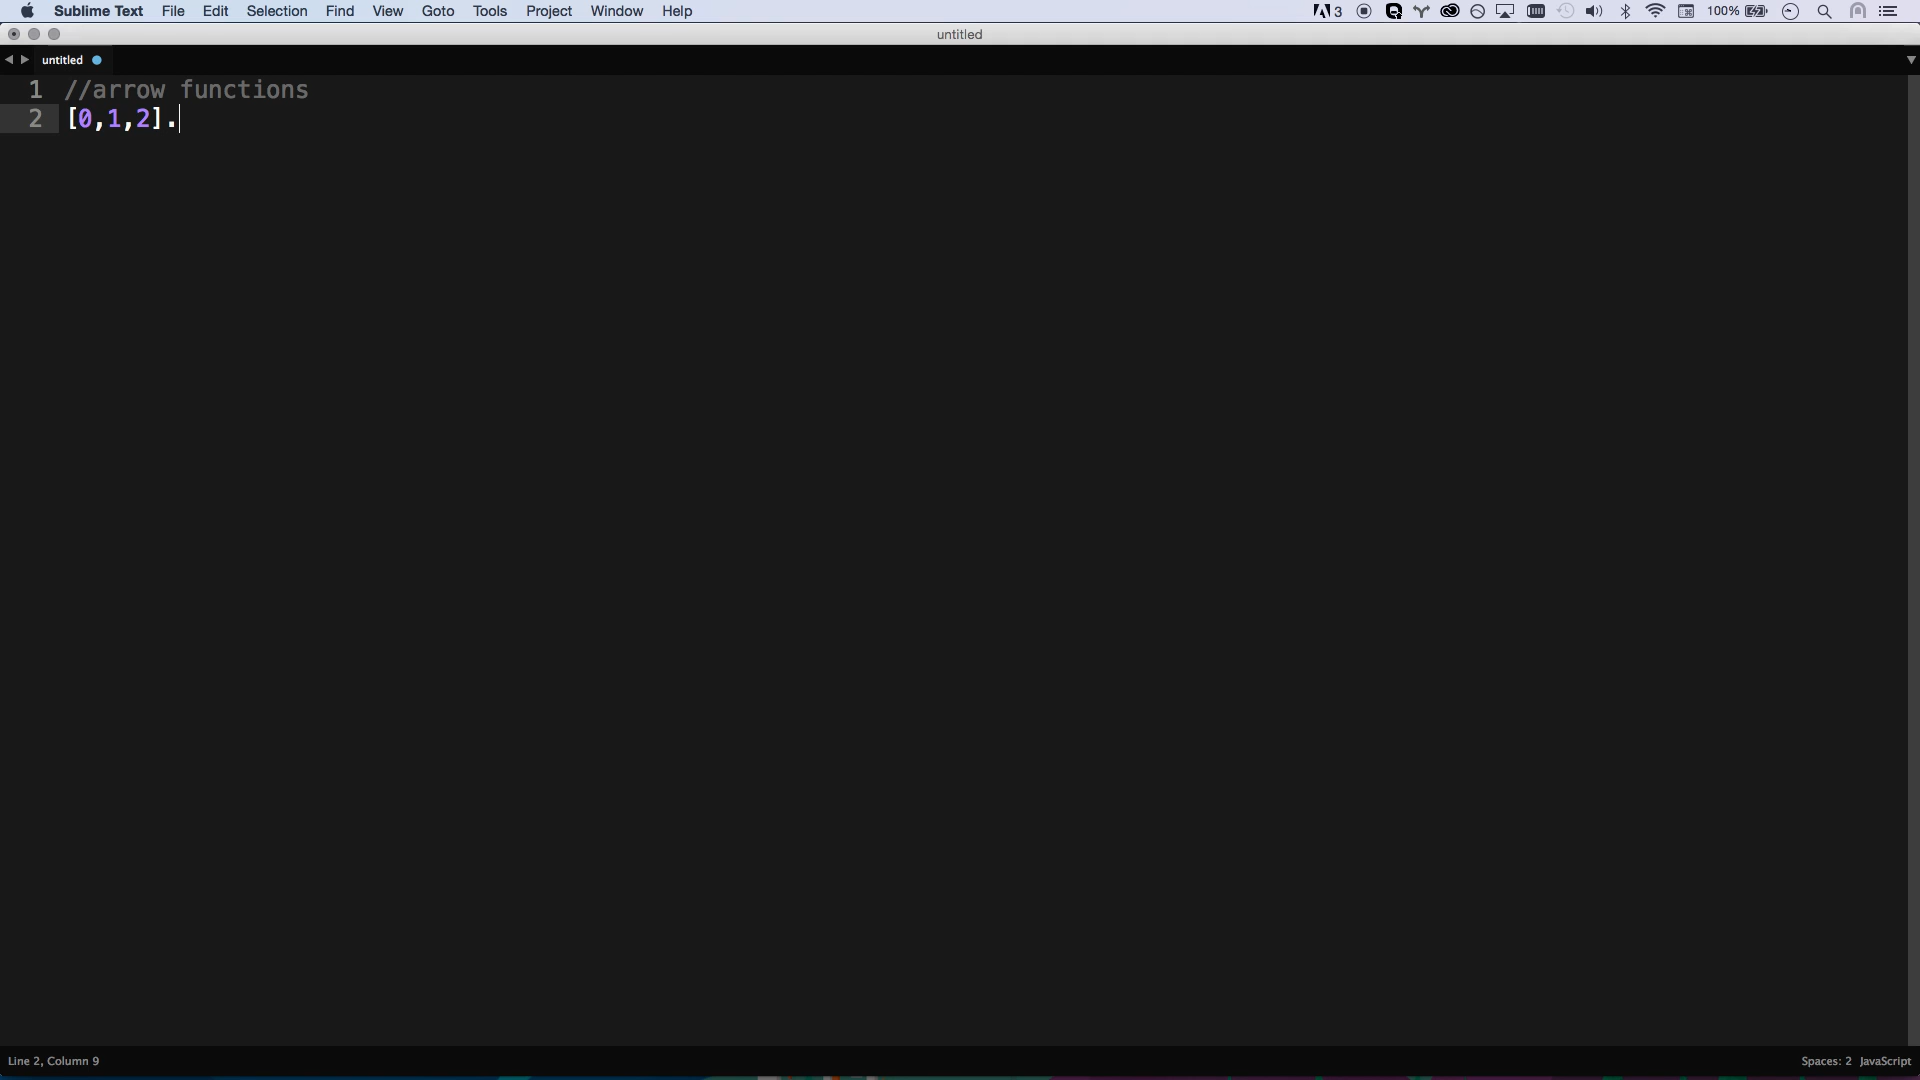 Sublime Text File Edit Selection Find View Goto Tools Project Window Help 3 100%
untitled
untitled
1 //arrow functions
2 [0,1,2].
Line 2, Column 9 Spaces: 2 JavaScript